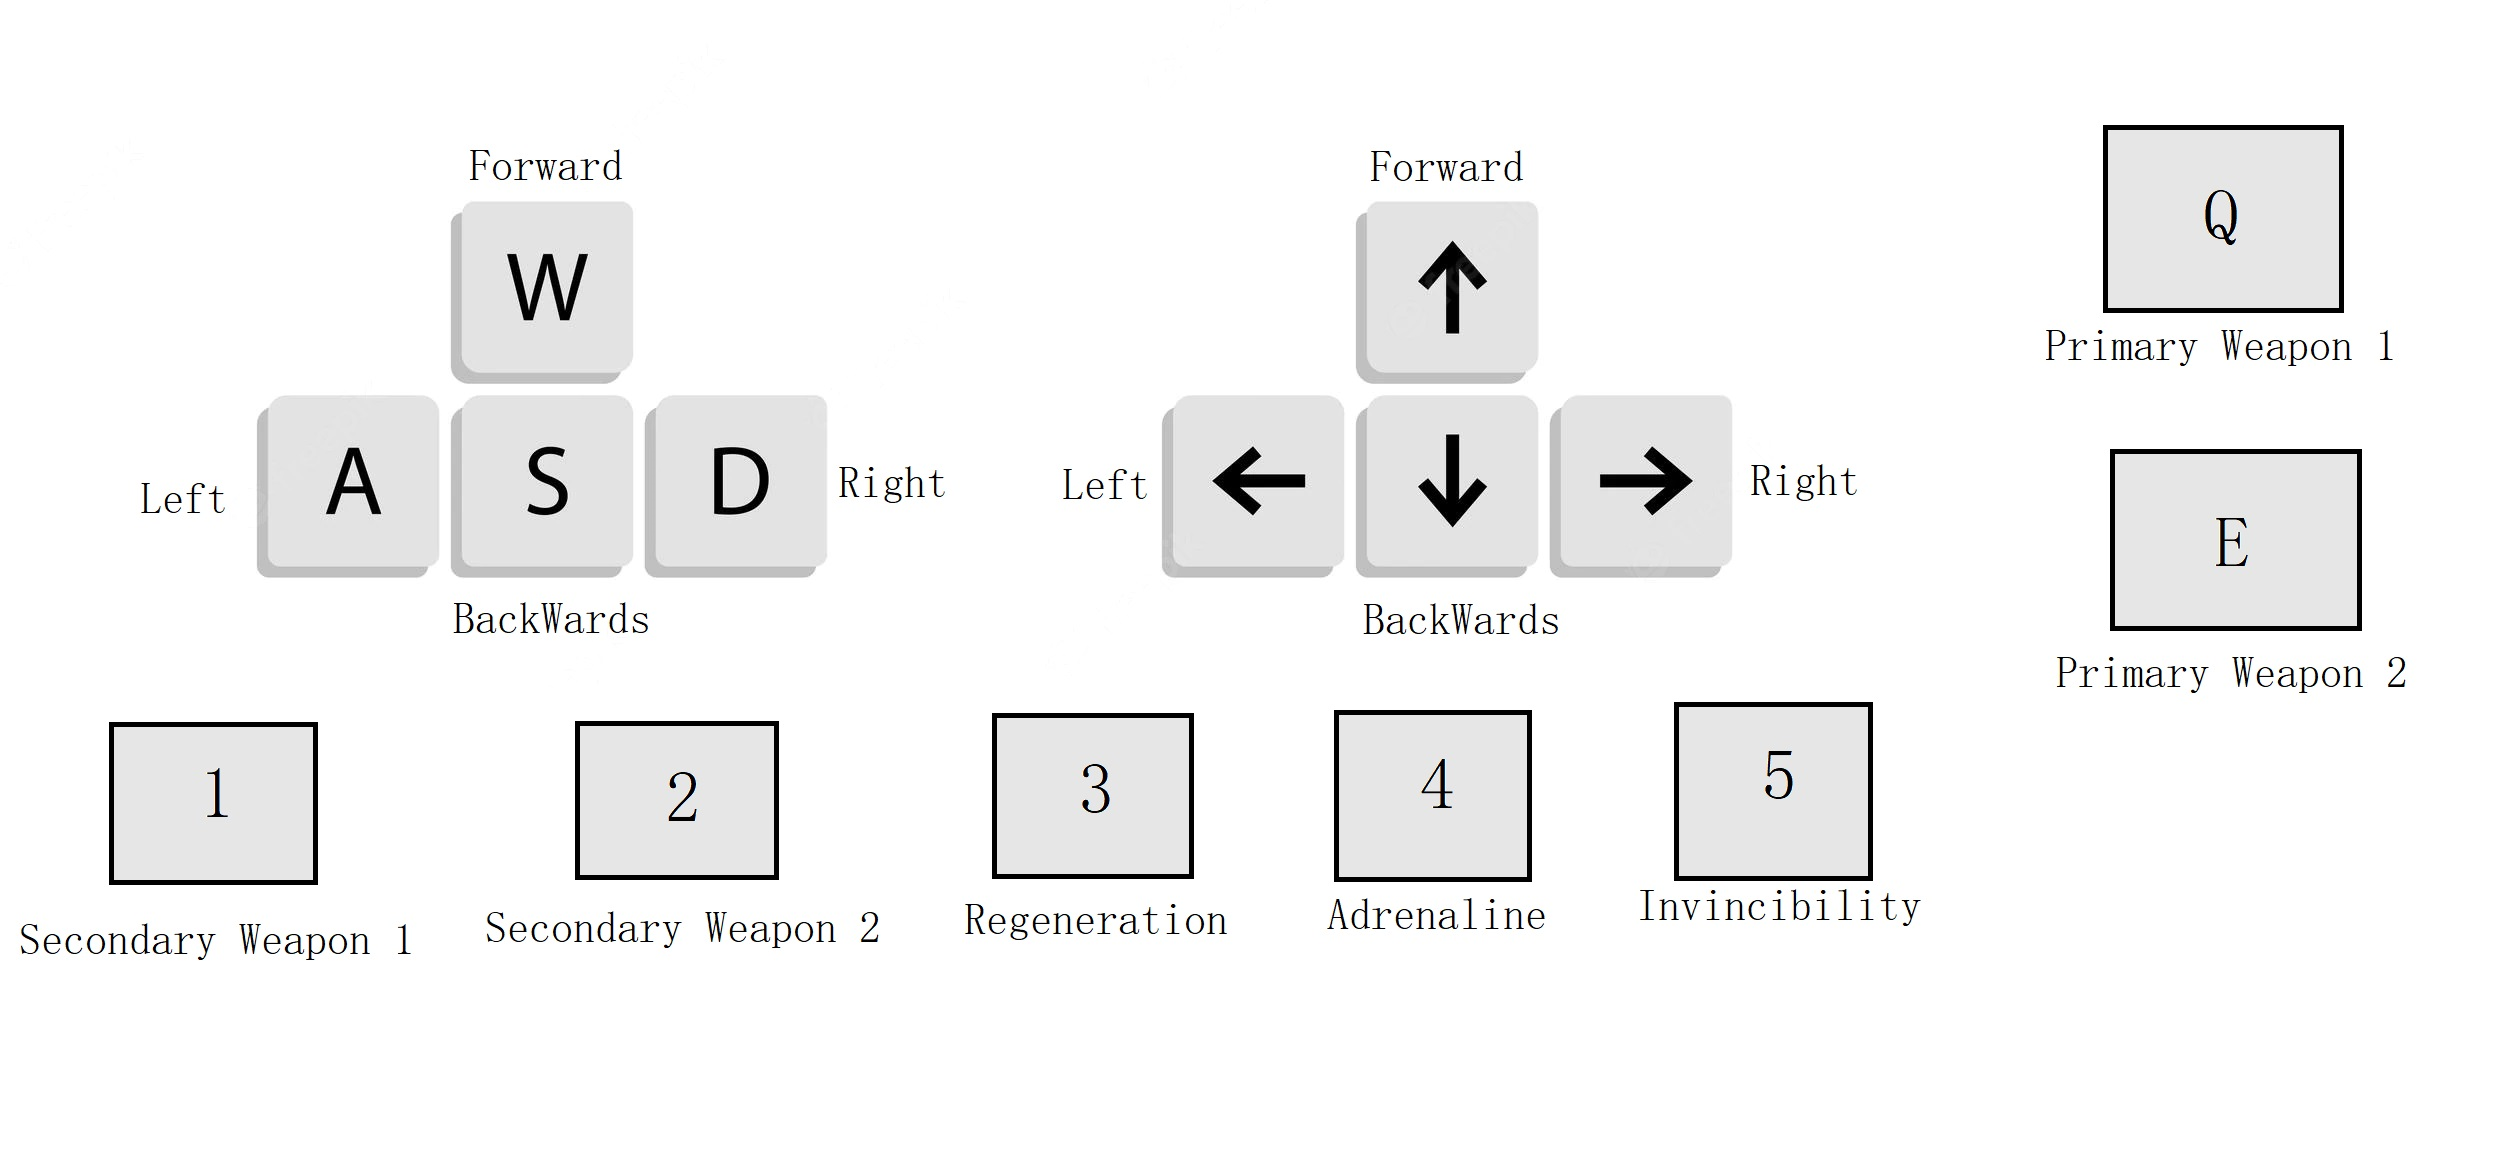 Forward
W
A
S
D
Left
Right
BackWards
Forward
Left
Right
BackWards
Q
Primary Weapon 1
E
Primary Weapon 2
1
Secondary Weapon 1
2
Secondary Weapon 2
3
Regeneration
4
Adrenaline
5
Invincibility